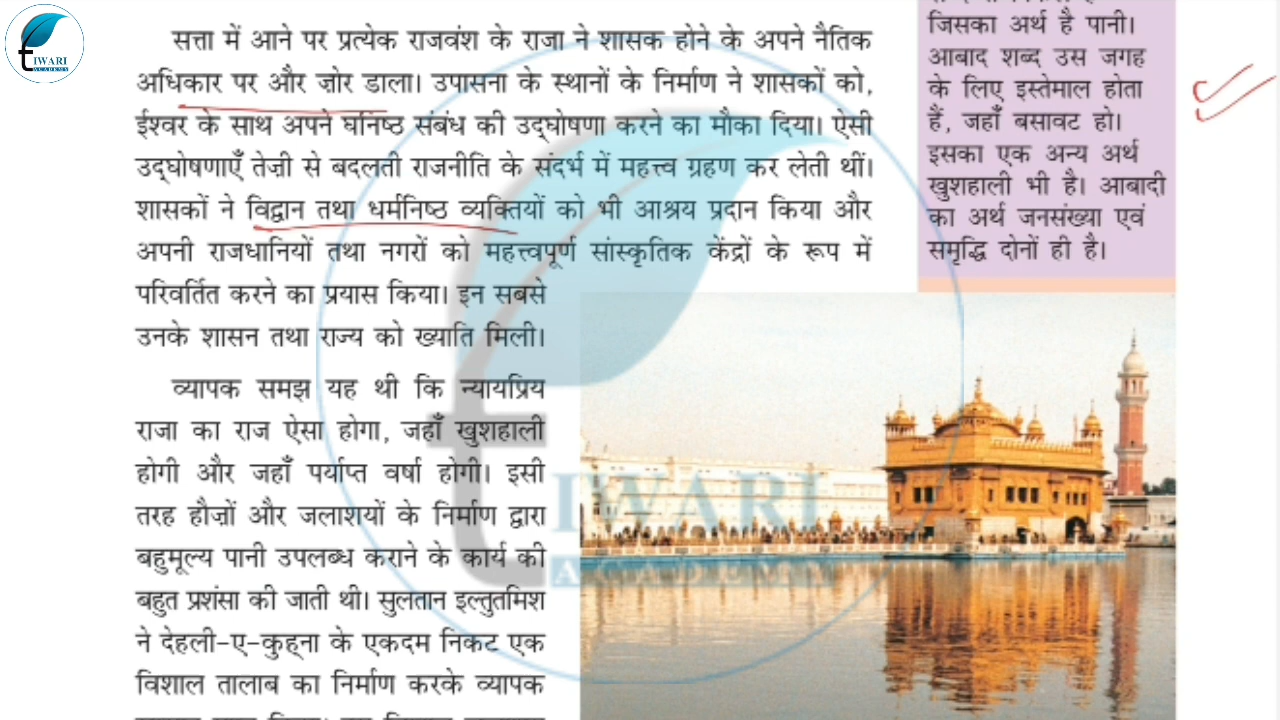 सत्ता में आने पर प्रत्येक राजवंश के राजा ने शासक होने के अपने नैतिक
अधिकार पर और ज़ोर डाला। उपासना के स्थानों के निर्माण ने शासकों को,
ईश्वर के साथ अपने घनिष्ठ संबंध की उद्घोषणा करने का मौका दिया। ऐसी
उद्घोषणाएँ तेज़ी से बदलती राजनीति के संदर्भ में महत्त्व ग्रहण कर लेती थीं।
शासकों ने विद्वान तथा धर्मनिष्ठ व्यक्तियों को भी आश्रय प्रदान किया और
अपनी राजधानियों तथा नगरों को महत्त्वपूर्ण सांस्कृतिक केंद्रों के रूप में
परिवर्तित करने का प्रयास किया। इन सबसे
उनके शासन तथा राज्य को ख्याति मिली।
व्यापक समझ यह थी कि न्यायप्रिय
राजा का राज ऐसा होगा, जहाँ खुशहाली
होगी और जहाँ पर्याप्त वर्षा होगी। इसी
तरह हौज़ों और जलाशयों के निर्माण द्वारा
बहुमूल्य पानी उपलब्ध कराने के कार्य की
बहुत प्रशंसा की जाती थी। सुलतान इल्तुतमिश
ने देहली-ए-कुह्ना के एकदम निकट एक
विशाल तालाब का निर्माण करके व्यापक
जिसका अर्थ है पानी।
आबाद शब्द उस जगह
के लिए इस्तेमाल होता
हैं, जहाँ बसावट हो।
इसका एक अन्य अर्थ
खुशहाली भी है। आबादी
का अर्थ जनसंख्या एवं
समृद्धि दोनों ही है।
tIWARI
ACADEMY
tIWARI
ACADEMY